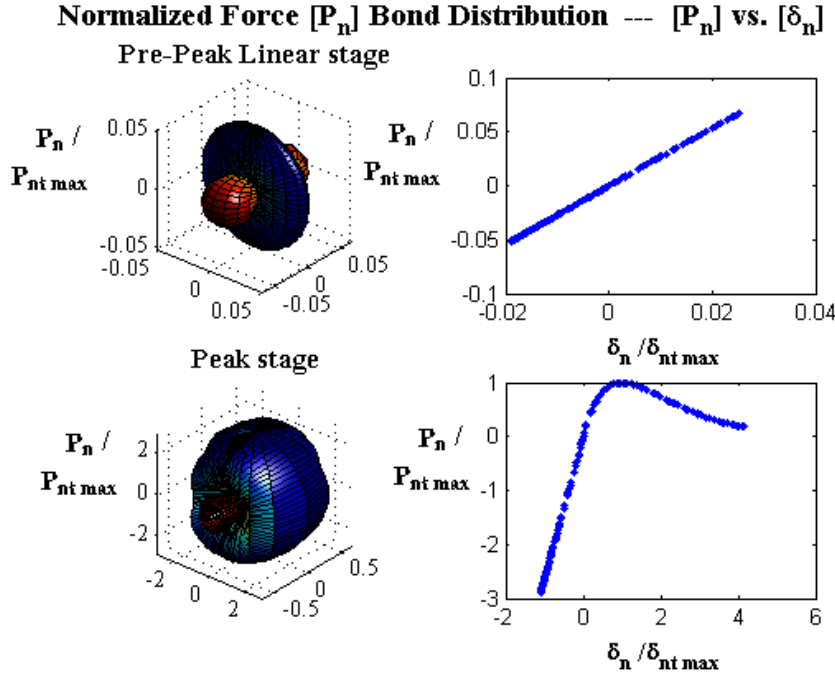 Normalized Force [Pn] Bond Distribution --- [Pn] vs. [δn]
Pre-Peak Linear stage
Pn /
Pnt max
0.05
0
-0.05
-0.05
0
0.05
-0.05
0
0.05
Pn /
Pnt max
0.1
0.05
0
-0.05
-0.1
-0.02
0
0.02
0.04
δn /δnt max
Peak stage
Pn /
Pnt max
2
0
-2
-2
0
2
-0.5
0
0.5
Pn /
Pnt max
1
0
-1
-2
-3
-2
0
2
4
6
δn /δnt max